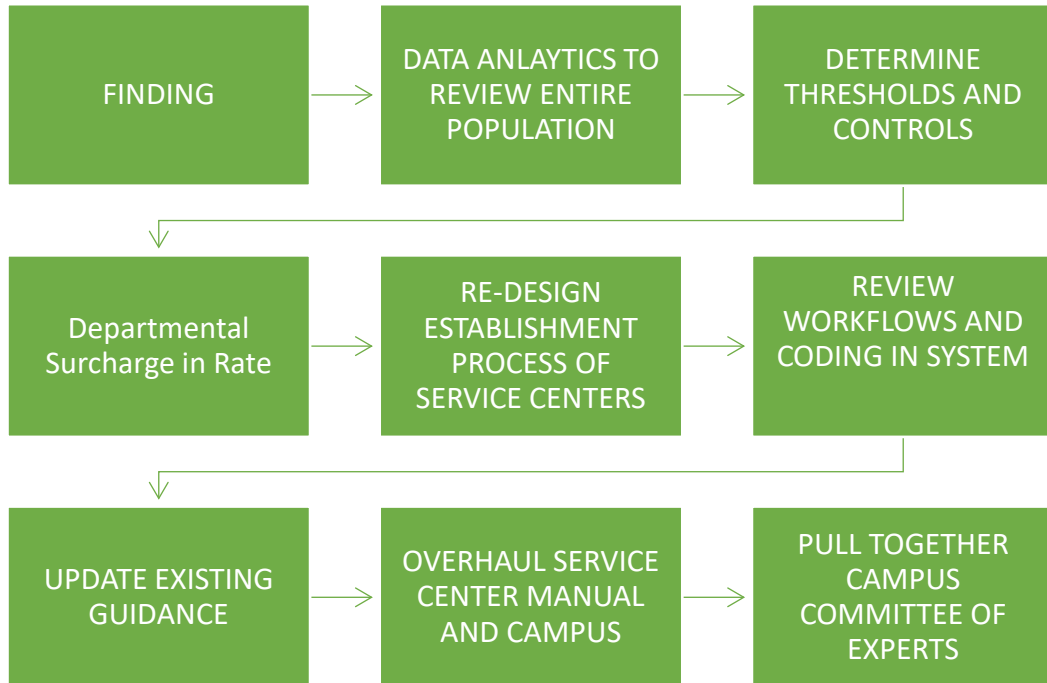 FINDING
DATA ANLAYTICS TO
REVIEW ENTIRE
POPULATION
DETERMINE
THRESHOLDS AND
CONTROLS
Departmental
Surcharge in Rate
RE-DESIGN
ESTABLISHMENT
PROCESS OF
SERVICE CENTERS
REVIEW
WORKFLOWS AND
CODING IN SYSTEM
UPDATE EXISTING
GUIDANCE
OVERHAUL SERVICE
CENTER MANUAL
AND CAMPUS
PULL TOGETHER
CAMPUS
COMMITTEE OF
EXPERTS